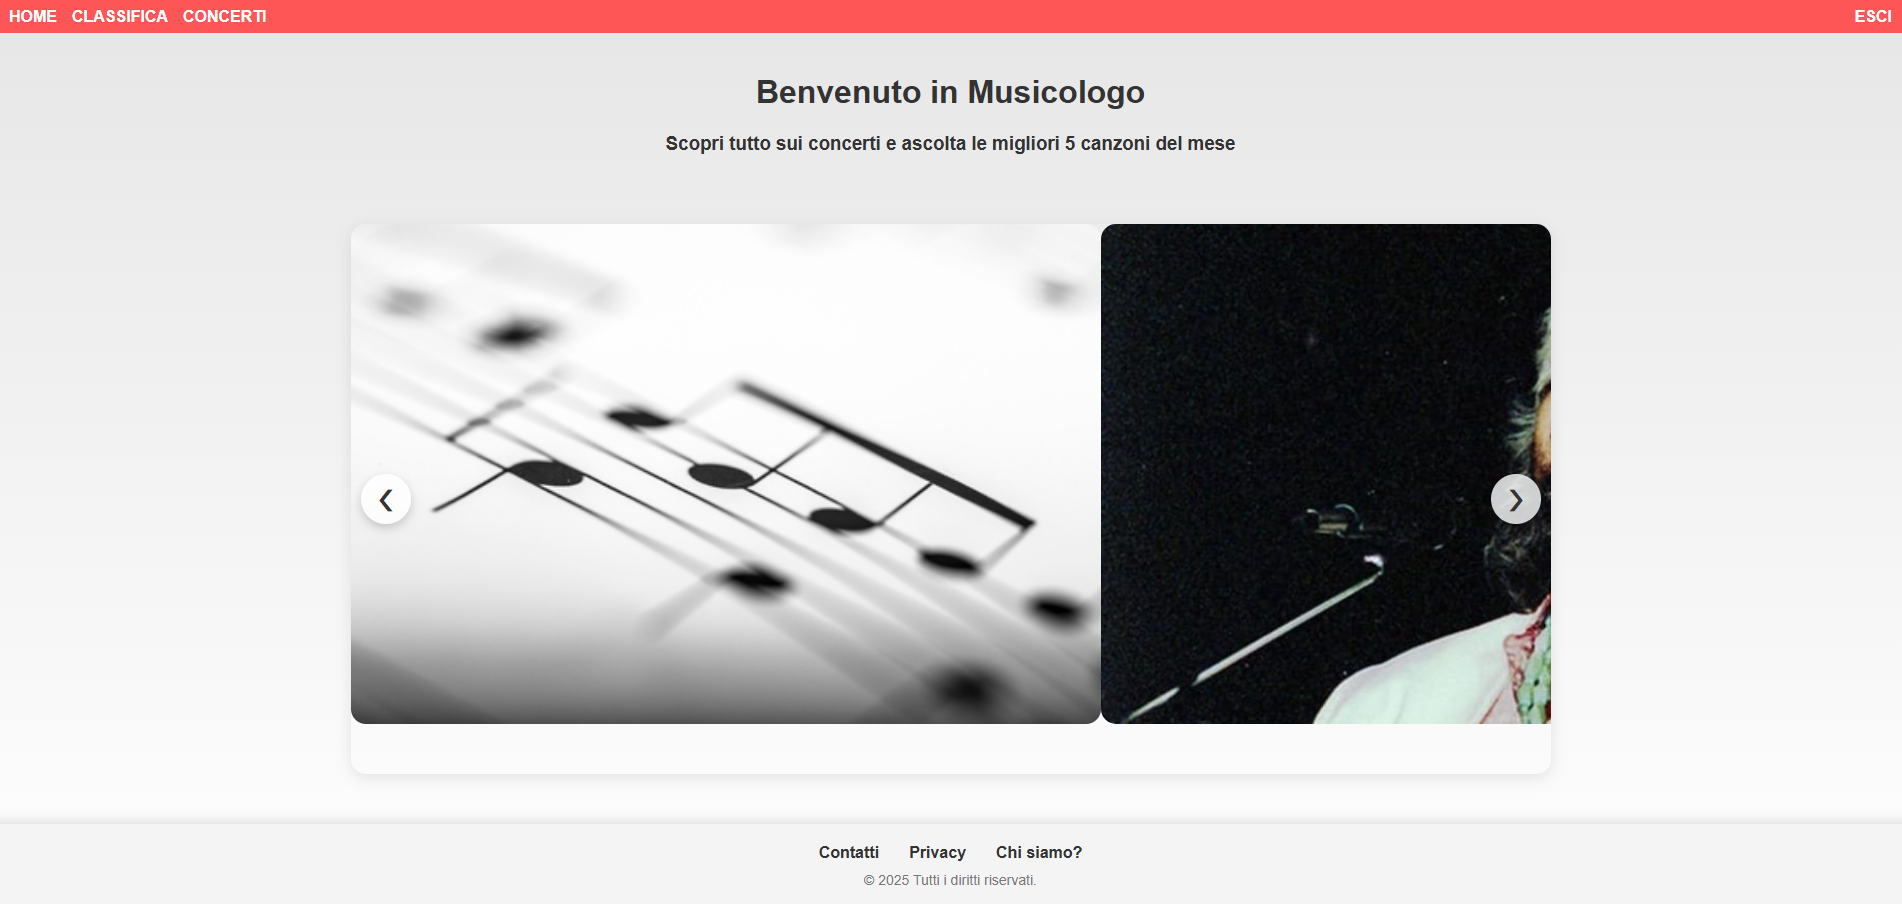 HOME CLASSIFICA CONCERTI ESCI
Benvenuto in Musicologo
Scopri tutto sui concerti e ascolta le migliori 5 canzoni del mese
❮ ❯
Contatti Privacy Chi siamo?
© 2025 Tutti i diritti riservati.